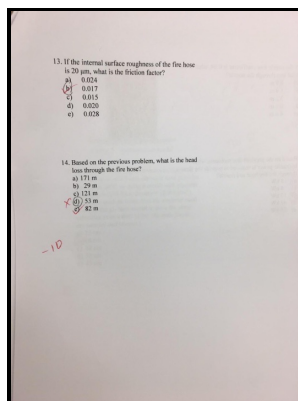 13. If the internal surface roughness of the fire hose
is 20 µm, what is the friction factor?
a) 0.024
b) 0.017
c) 0.015
d) 0.020
e) 0.028
14. Based on the previous problem, what is the head
loss through the fire hose?
a) 171 m
b) 29 m
c) 121 m
X d) 53 m
e) 82 m
-10